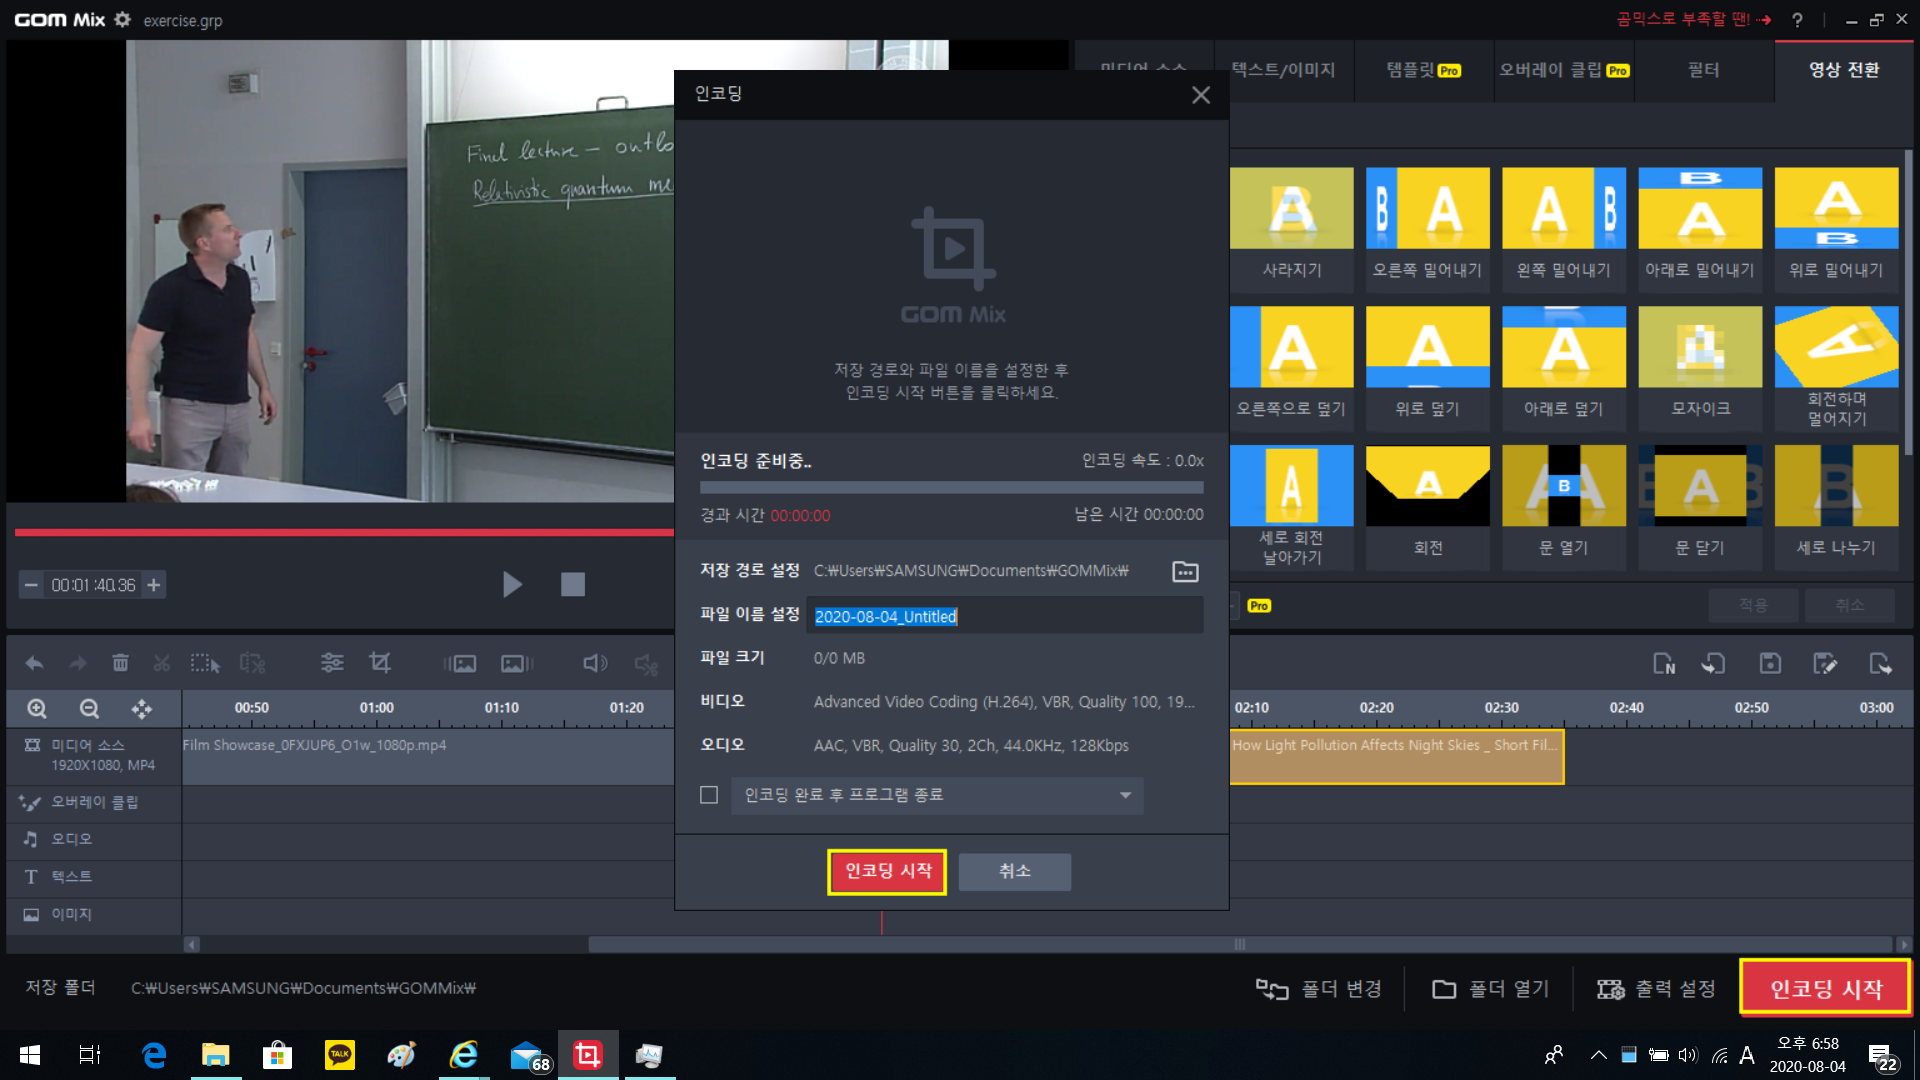 GOM Mix exercise.grp
곰믹스로 부족할 땐! ?
Final lecture –
Relativistic quantum
텍스트/이미지
템플릿 Pro
오버레이 클립 Pro
필터
영상 전환
인코딩
GOM Mix
저장 경로와 파일 이름을 설정한 후
인코딩 시작 버튼을 클릭하세요.
인코딩 준비중..
인코딩 속도 : 0.0x
경과 시간 00:00:00
남은 시간 00:00:00
저장 경로 설정 C:₩Users₩SAMSUNG₩Documents₩GOMMix₩
파일 이름 설정 2020-08-04_Untitled
파일 크기 0/0 MB
비디오 Advanced Video Coding (H.264), VBR, Quality 100, 19...
오디오 AAC, VBR, Quality 30, 2Ch, 44.0KHz, 128Kbps
인코딩 완료 후 프로그램 종료
인코딩 시작
취소
B A B A A B B A A B
사라지기
오른쪽 밀어내기
왼쪽 밀어내기
아래로 밀어내기
위로 밀어내기
A A A A
오른쪽으로 덮기
위로 덮기
아래로 덮기
모자이크
회전하며
멀어지기
A A A B A A B
세로 회전
날아가기
회전
문 열기
문 닫기
세로 나누기
Pro
적용
취소
00:01:40.36
N
00:50 01:00 01:10 01:20 02:10 02:20 02:30 02:40 02:50 03:00
미디어 소스
1920X1080, MP4
Film Showcase_0FXJUP6_O1w_1080p.mp4
How Light Pollution Affects Night Skies _ Short Fil...
오버레이 클립
오디오
텍스트
이미지
저장 폴더 C:₩Users₩SAMSUNG₩Documents₩GOMMix₩
폴더 변경
폴더 열기
출력 설정
인코딩 시작
TALK
68
A
오후 6:58
2020-08-04
22